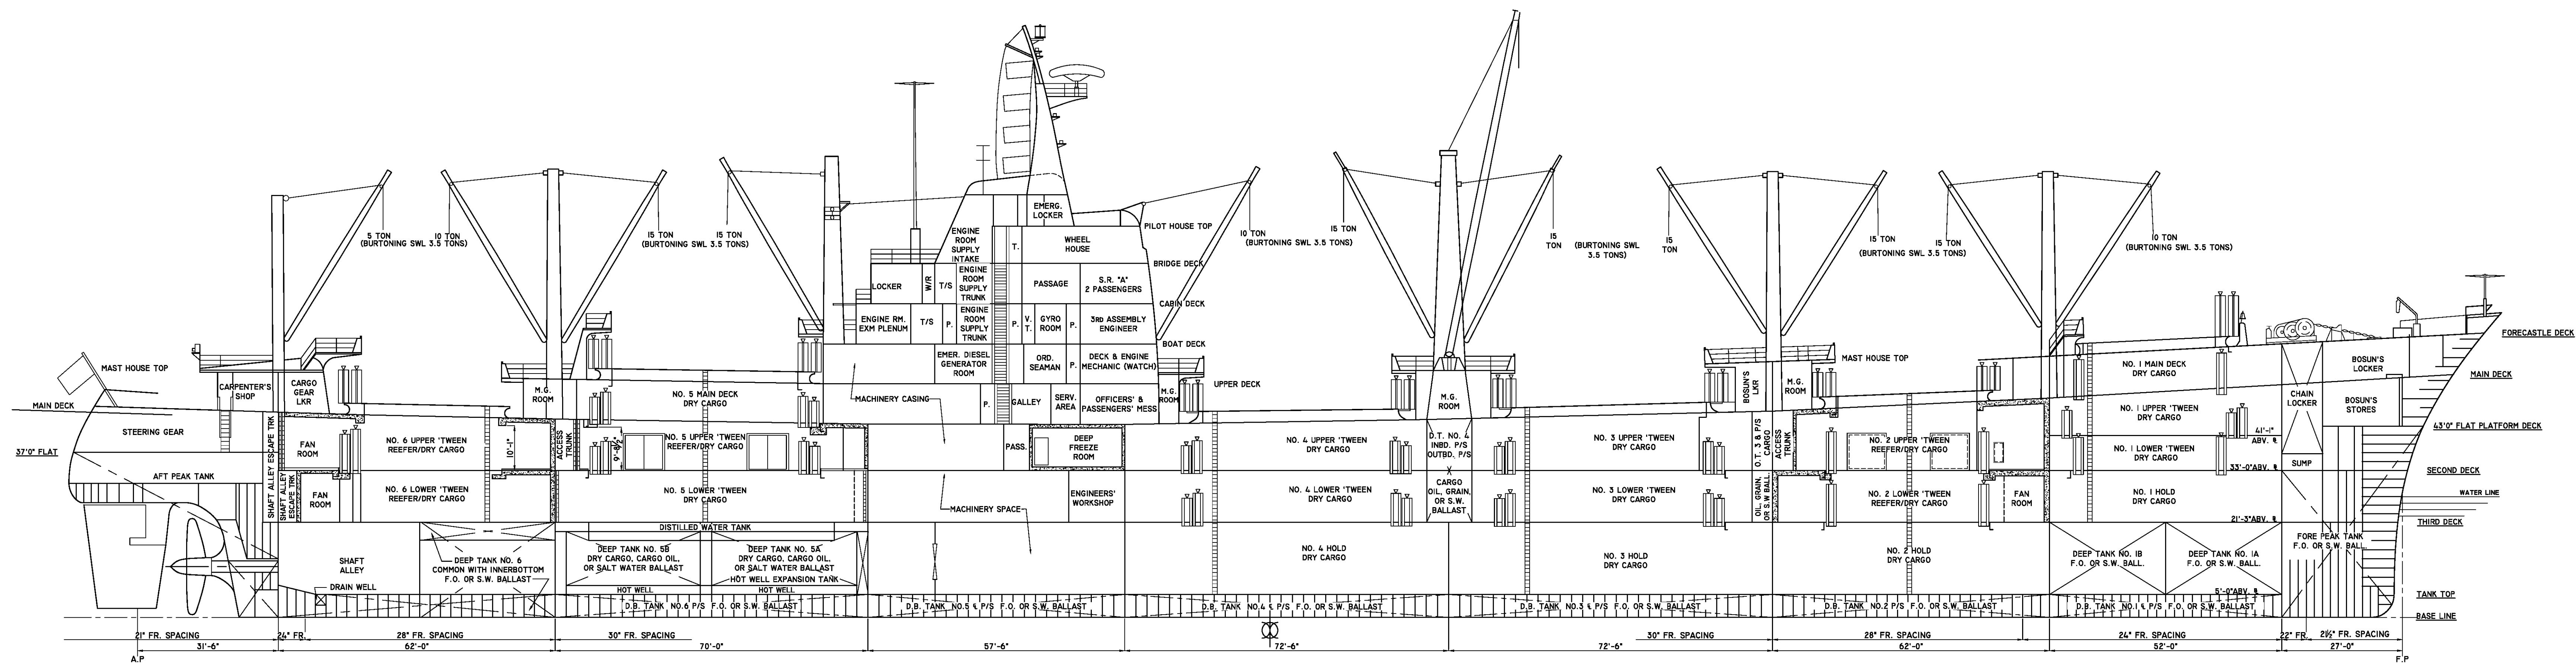 EMERG.
LOCKER
PILOT HOUSE TOP
5 TON
(BURTONING SWL 3.5 TONS)
10 TON
15 TON
(BURTONING SWL 3.5 TONS)
15 TON
ENGINE
ROOM
SUPPLY
INTAKE
T.
WHEEL
HOUSE
10 TON
(BURTONING SWL 3.5 TONS)
15 TON
15
TON
(BURTONING SWL
3.5 TONS)
15
TON
15 TON
(BURTONING SWL 3.5 TONS)
15 TON
10 TON
(BURTONING SWL 3.5 TONS)
BRIDGE DECK
LOCKER
W/R
T/S
ENGINE
ROOM
SUPPLY
TRUNK
PASSAGE
S.R. "A"
2 PASSENGERS
CABIN DECK
ENGINE RM.
EXM PLENUM
T/S
P.
ENGINE
ROOM
SUPPLY
TRUNK
P.
V.
T.
GYRO
ROOM
P.
3RD ASSEMBLY
ENGINEER
BOAT DECK
EMER. DIESEL
GENERATOR
ROOM
ORD.
SEAMAN
P.
DECK & ENGINE
MECHANIC (WATCH)
UPPER DECK
MACHINERY CASING
P.
GALLEY
SERV.
AREA
OFFICERS' &
PASSENGERS' MESS
M.G.
ROOM
MAST HOUSE TOP
CARPENTER'S
SHOP
CARGO
GEAR
LKR
M.G.
ROOM
NO. 5 MAIN DECK
DRY CARGO
M.G.
ROOM
BOSUN'S
LKR
M.G.
ROOM
MAST HOUSE TOP
NO. 1 MAIN DECK
DRY CARGO
BOSUN'S
LOCKER
FORECASTLE DECK
MAIN DECK
MAIN DECK
CHAIN
LOCKER
BOSUN'S
STORES
STEERING GEAR
SHAFT ALLEY ESCAPE TRK
FAN
ROOM
NO. 6 UPPER 'TWEEN
REEFER/DRY CARGO
10'-1"
ACCESS
TRUNK
9'-8½"
NO. 5 UPPER 'TWEEN
REEFER/DRY CARGO
PASS.
DEEP
FREEZE
ROOM
NO. 4 UPPER 'TWEEN
DRY CARGO
D.T. NO. 4
INBD. P/S
OUTBD. P/S
NO. 3 UPPER 'TWEEN
DRY CARGO
O.T. 3 & P/S
CARGO
ACCESS
TRUNK
NO. 2 UPPER 'TWEEN
REEFER/DRY CARGO
NO. 1 UPPER 'TWEEN
DRY CARGO
41'-1"
ABV. ℄
43'0" FLAT PLATFORM DECK
NO. 1 LOWER 'TWEEN
DRY CARGO
33'-0"ABV. ℄
SUMP
SECOND DECK
37'0" FLAT
AFT PEAK TANK
SHAFT ALLEY
ESCAPE TRK
FAN
ROOM
NO. 6 LOWER 'TWEEN
REEFER/DRY CARGO
NO. 5 LOWER 'TWEEN
DRY CARGO
ENGINEERS'
WORKSHOP
MACHINERY SPACE
NO. 4 LOWER 'TWEEN
DRY CARGO
CARGO
OIL, GRAIN,
OR S.W.
BALLAST
NO. 3 LOWER 'TWEEN
DRY CARGO
OIL, GRAIN,
OR S.W BALL.
NO. 2 LOWER 'TWEEN
REEFER/DRY CARGO
FAN
ROOM
NO. 1 HOLD
DRY CARGO
WATER LINE
21'-3"ABV. ℄
THIRD DECK
DISTILLED WATER TANK
SHAFT
ALLEY
DEEP TANK NO. 6
COMMON WITH INNERBOTTOM
F.O. OR S.W. BALLAST
DEEP TANK NO. 5B
DRY CARGO, CARGO OIL,
OR SALT WATER BALLAST
DEEP TANK NO. 5A
DRY CARGO, CARGO OIL,
OR SALT WATER BALLAST
HOT WELL EXPANSION TANK
NO. 4 HOLD
DRY CARGO
NO. 3 HOLD
DRY CARGO
NO. 2 HOLD
DRY CARGO
DEEP TANK NO. 1B
F.O. OR S.W. BALL.
DEEP TANK NO. 1A
F.O. OR S.W. BALL.
FORE PEAK TANK
F.O. OR S.W. BALL.
DRAIN WELL
HOT WELL
HOT WELL
5'-0"ABV. ℄
TANK TOP
D.B. TANK NO.6 P/S F.O. OR S.W. BALLAST
D.B. TANK NO.5 ℄ P/S F.O. OR S.W. BALLAST
D.B. TANK NO.4 ℄ P/S F.O. OR S.W. BALLAST
D.B. TANK NO.3 ℄ P/S F.O. OR S.W. BALLAST
D.B. TANK NO.2 P/S F.O. OR S.W. BALLAST
D.B. TANK NO.1 ℄ P/S F.O. OR S.W. BALLAST
BASE LINE
21" FR. SPACING
24" FR.
28" FR. SPACING
30" FR. SPACING
30" FR. SPACING
28" FR. SPACING
24" FR. SPACING
22" FR.
21½" FR. SPACING
31'-6"
62'-0"
70'-0"
57'-6"
72'-6"
72'-6"
62'-0"
52'-0"
27'-0"
A.P
F.P